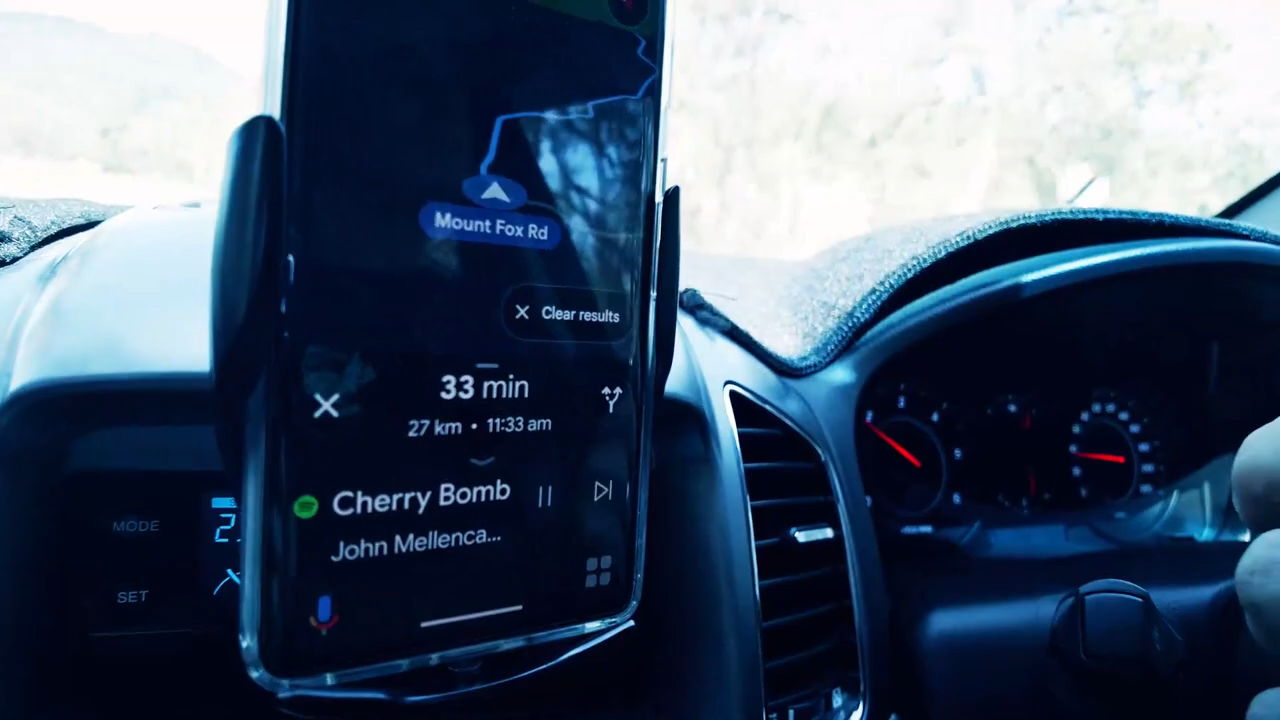 Mount Fox Rd
Clear results
33 min
27 km • 11:33 am
Cherry Bomb
John Mellenca...
MODE
SET